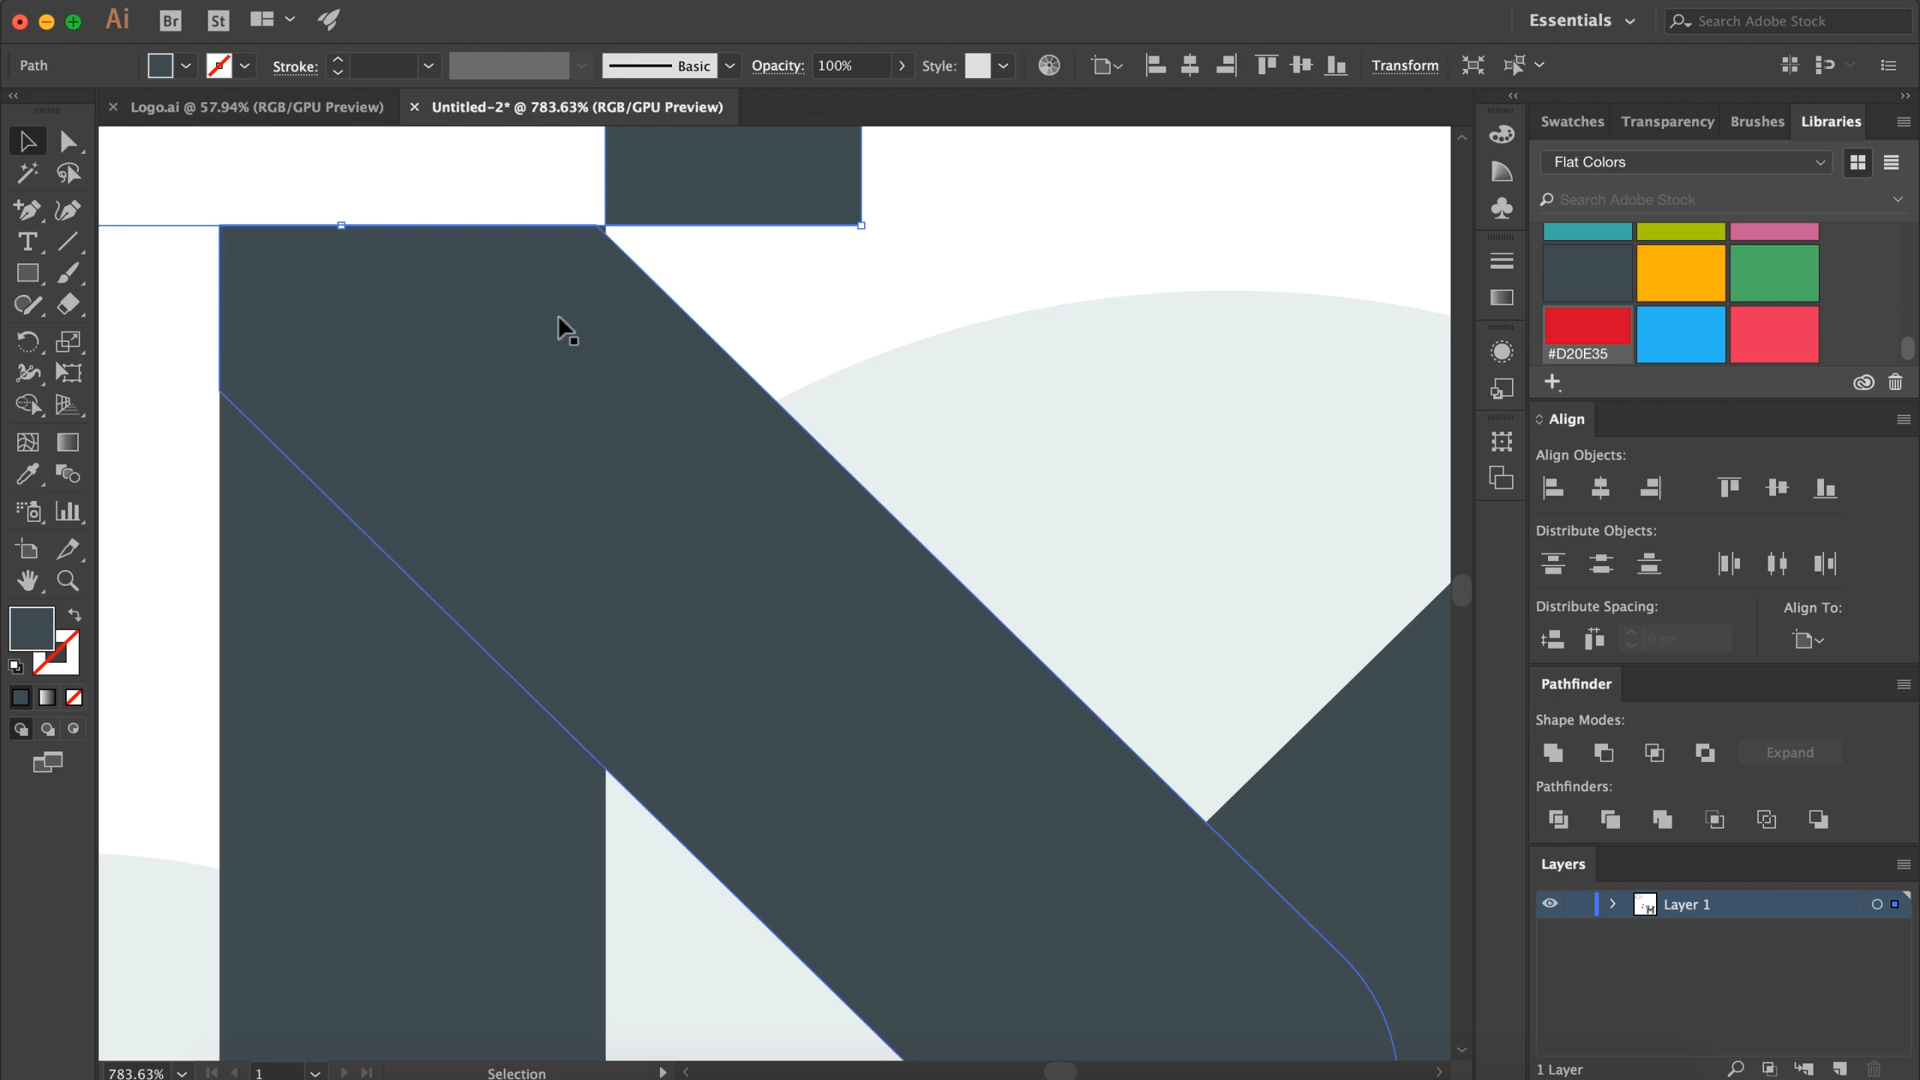 Ai Br St Essentials Search Adobe Stock
Path Stroke: Basic Opacity: 100% Style: Transform
Logo.ai @ 57.94% (RGB/GPU Preview) Untitled-2* @ 783.63% (RGB/GPU Preview)
Swatches Transparency Brushes Libraries
Flat Colors
Search Adobe Stock
#D20E35
Align
Align Objects:
Distribute Objects:
Distribute Spacing: Align To:
0 px
Pathfinder
Shape Modes:
Expand
Pathfinders:
Layers
Layer 1
1 Layer
783.63% 1 Selection